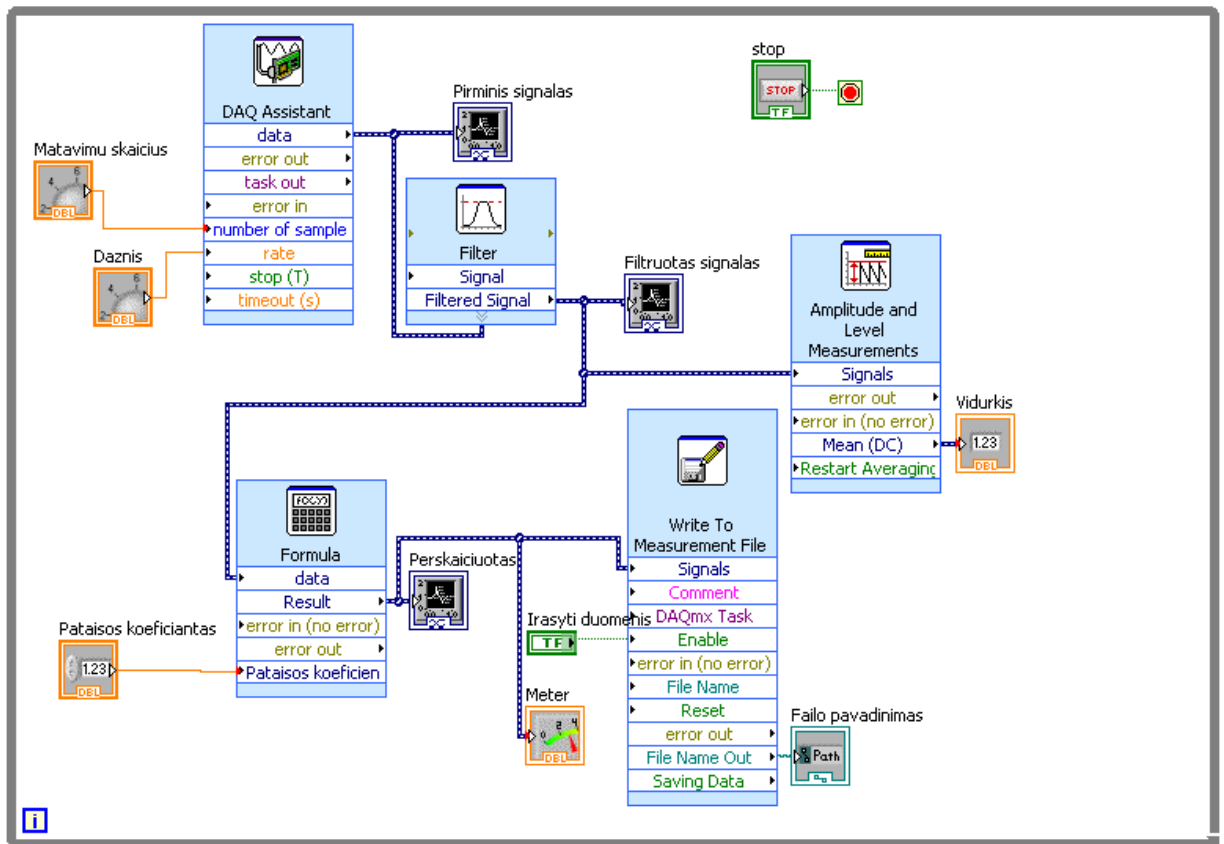 stop
STOP
TF
DAQ Assistant
data
error out
task out
error in
number of sample
rate
stop (T)
timeout (s)
Pirminis signalas
Matavimu skaicius
DBL
Daznis
DBL
Filter
Signal
Filtered Signal
Filtruotas signalas
Amplitude and
Level
Measurements
Signals
error out
error in (no error)
Mean (DC)
Restart Averaging
Vidurkis
1.23
DBL
Formula
data
Result
error in (no error)
error out
Pataisos koeficien
Perskaiciuotas
Pataisos koeficiantas
1.23
DBL
Write To
Measurement File
Signals
Comment
DAQmx Task
Enable
error in (no error)
File Name
Reset
error out
File Name Out
Saving Data
Irasyti duomenis
TF
Meter
DBL
Failo pavadinimas
Path
i